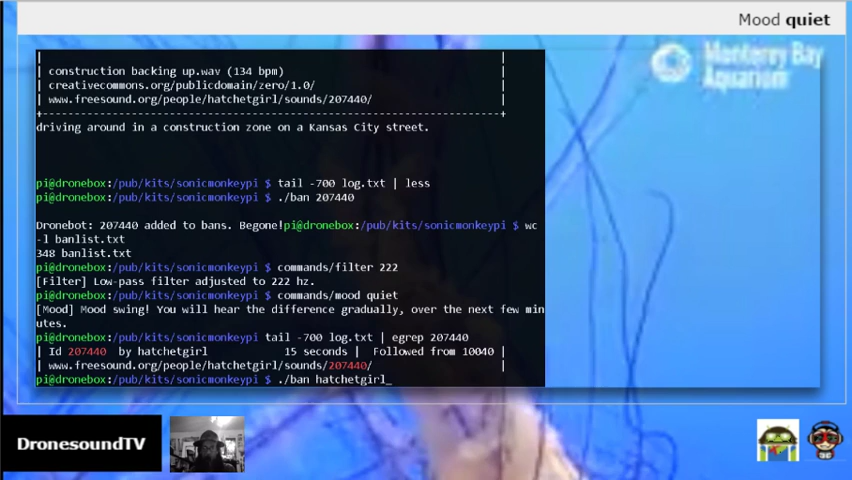 Mood quiet
Monterey Bay
Aquarium
| construction backing up.wav (134 bpm) |
| creativecommons.org/publicdomain/zero/1.0/ |
| www.freesound.org/people/hatchetgirl/sounds/207440/ |
+-----------------------------------------------------------------+
driving around in a construction zone on a Kansas City street.
pi@dronebox:/pub/kits/sonicmonkeypi $ tail -700 log.txt | less
pi@dronebox:/pub/kits/sonicmonkeypi $ ./ban 207440
Dronebot: 207440 added to bans. Begone!pi@dronebox:/pub/kits/sonicmonkeypi $ wc
-l banlist.txt
348 banlist.txt
pi@dronebox:/pub/kits/sonicmonkeypi $ commands/filter 222
[Filter] Low-pass filter adjusted to 222 hz.
pi@dronebox:/pub/kits/sonicmonkeypi $ commands/mood quiet
[Mood] Mood swing! You will hear the difference gradually, over the next few min
utes.
pi@dronebox:/pub/kits/sonicmonkeypi tail -700 log.txt | egrep 207440
| Id 207440 by hatchetgirl 15 seconds | Followed from 10040 |
| www.freesound.org/people/hatchetgirl/sounds/207440/ |
pi@dronebox:/pub/kits/sonicmonkeypi $ ./ban hatchetgirl_
DronesoundTV